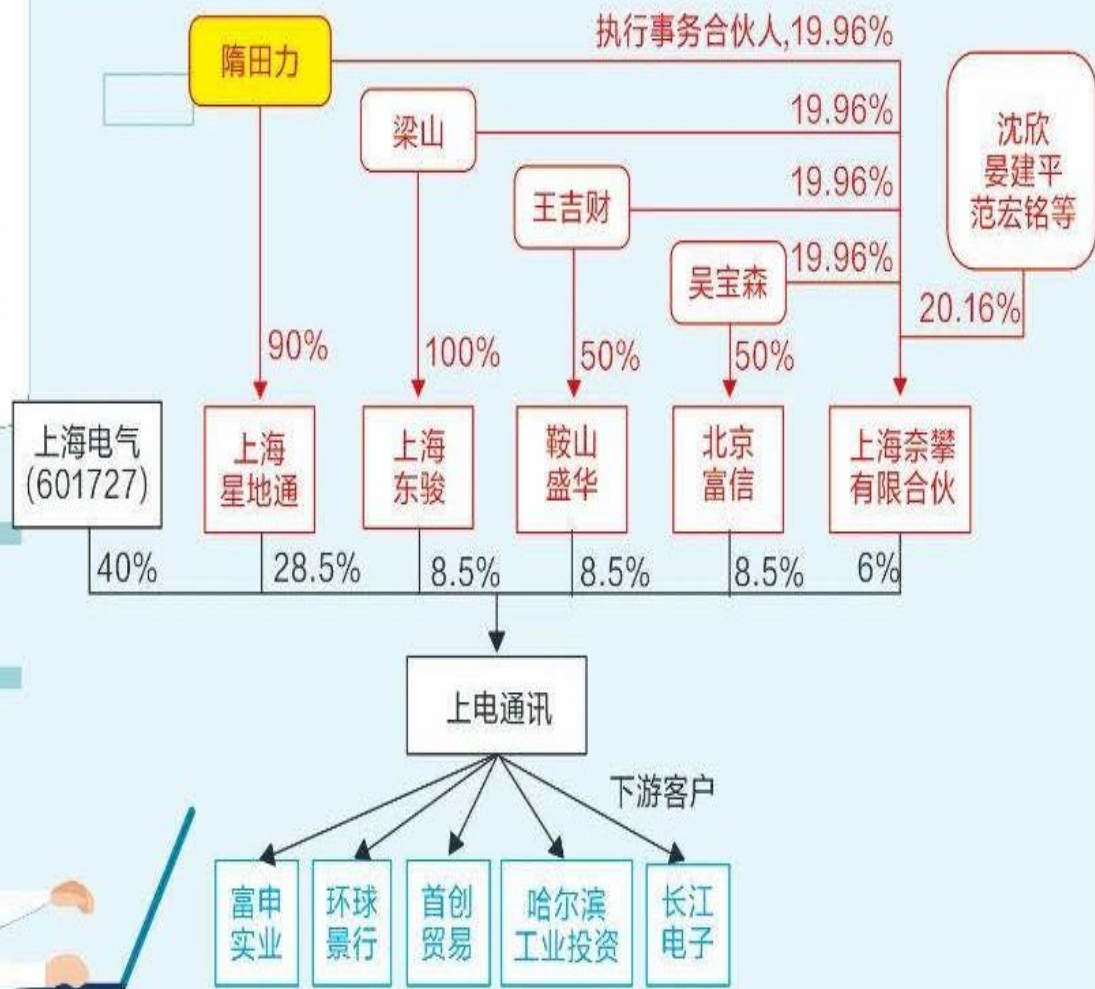 执行事务合伙人,19.96%
隋田力
梁山
19.96%
沈欣
晏建平
范宏铭等
王吉财
19.96%
吴宝森
19.96%
20.16%
90%
100%
50%
50%
上海电气
(601727)
上海
星地通
上海
东骏
鞍山
盛华
北京
富信
上海奈攀
有限合伙
40%
28.5%
8.5%
8.5%
8.5%
6%
上电通讯
下游客户
富申
实业
环球
景行
首创
贸易
哈尔滨
工业投资
长江
电子